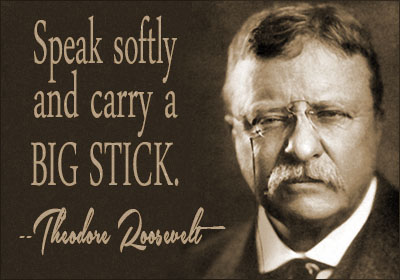 Speak softly
and carry a
BIG STICK.
--Theodore Roosevelt